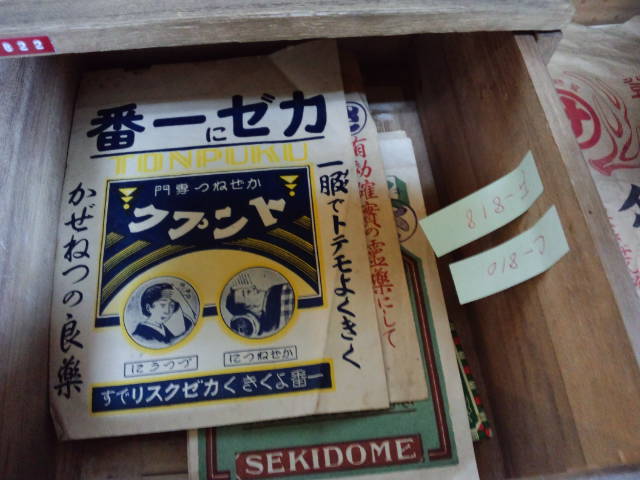 622
カゼに一番
TONPUKU
かぜねつ専門
トンプク
一服でトテモよくきく
かぜねつの良薬
づつうに
かぜねつに
一番よくきくカゼクスリです
有効確實の霊薬にして
SEKIDOME